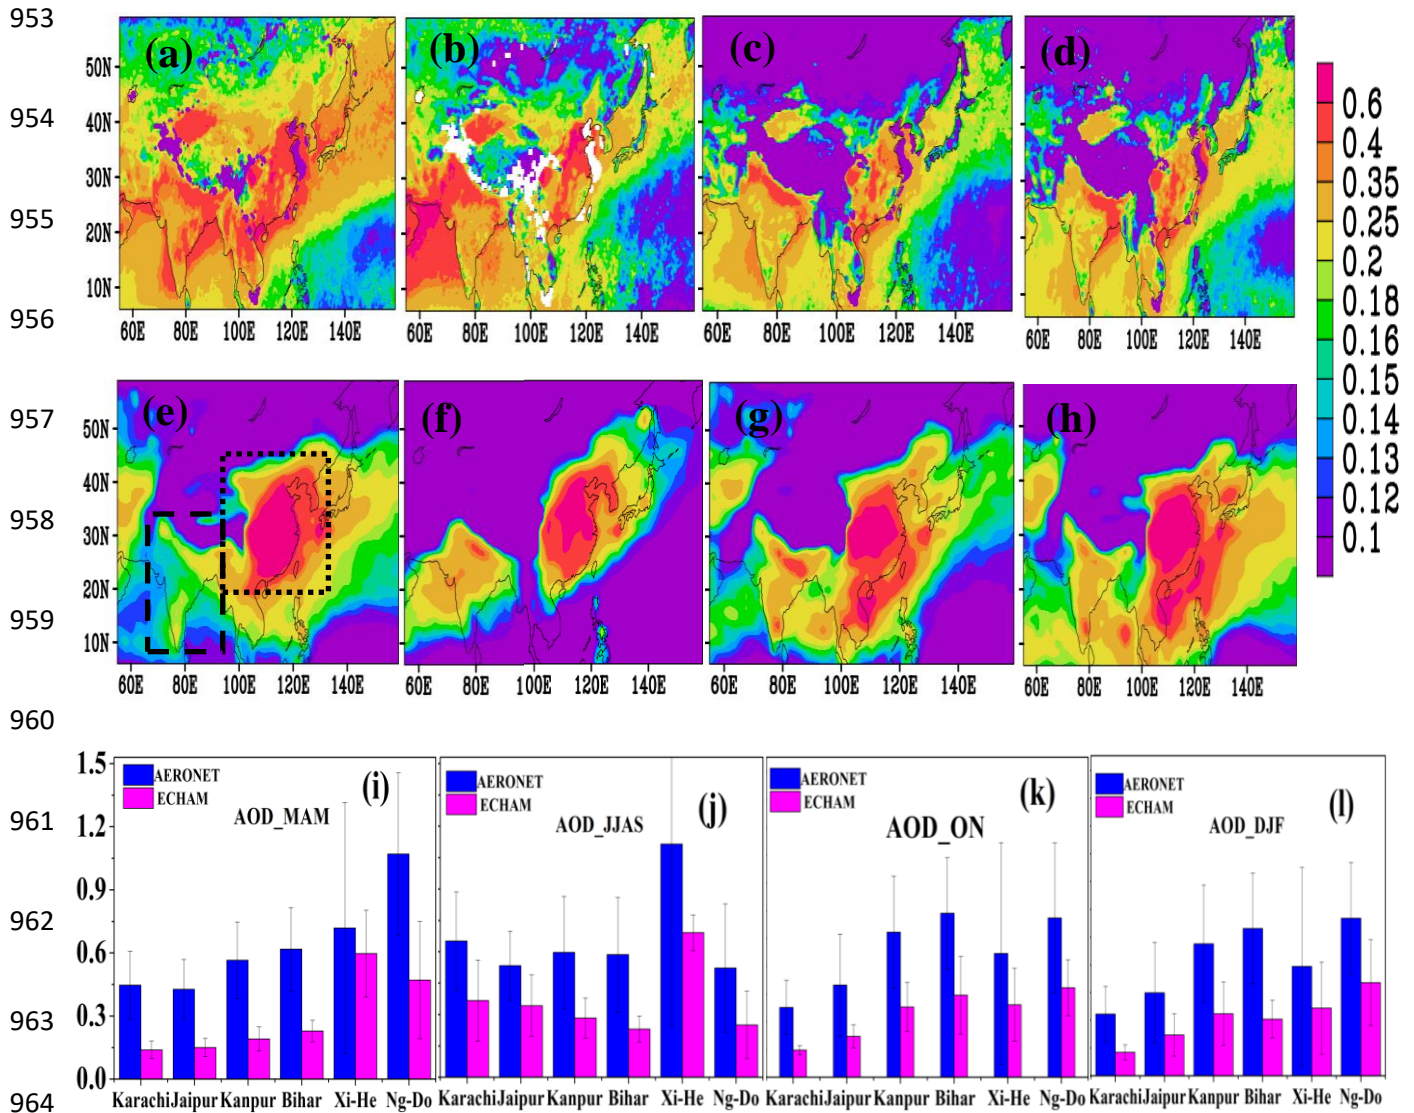 953
(a) (b) (c) (d)
50N
954
40N
30N
955
20N
10N
956
60E 80E 100E 120E 140E 60E 80E 100E 120E 140E 60E 80E 100E 120E 140E 60E 80E 100E 120E 140E
0.6
0.4
0.35
0.25
0.2
0.18
0.16
0.15
0.14
0.13
0.12
0.1
957
(e) (f) (g) (h)
50N
40N
958
30N
20N
959
10N
60E 80E 100E 120E 140E 60E 80E 100E 120E 140E 60E 80E 100E 120E 140E 60E 80E 100E 120E 140E
960
1.5
1.2
0.9
0.6
0.3
0.0
AERONET
ECHAM
AOD_MAM
(i)
Karachi Jaipur Kanpur Bihar Xi-He Ng-Do
AERONET
ECHAM
AOD_JJAS
(j)
Karachi Jaipur Kanpur Bihar Xi-He Ng-Do
AERONET
ECHAM
AOD_ON
(k)
Karachi Jaipur Kanpur Bihar Xi-He Ng-Do
AERONET
ECHAM
AOD_DJF
(l)
Karachi Jaipur Kanpur Bihar Xi-He Ng-Do
961
962
963
964